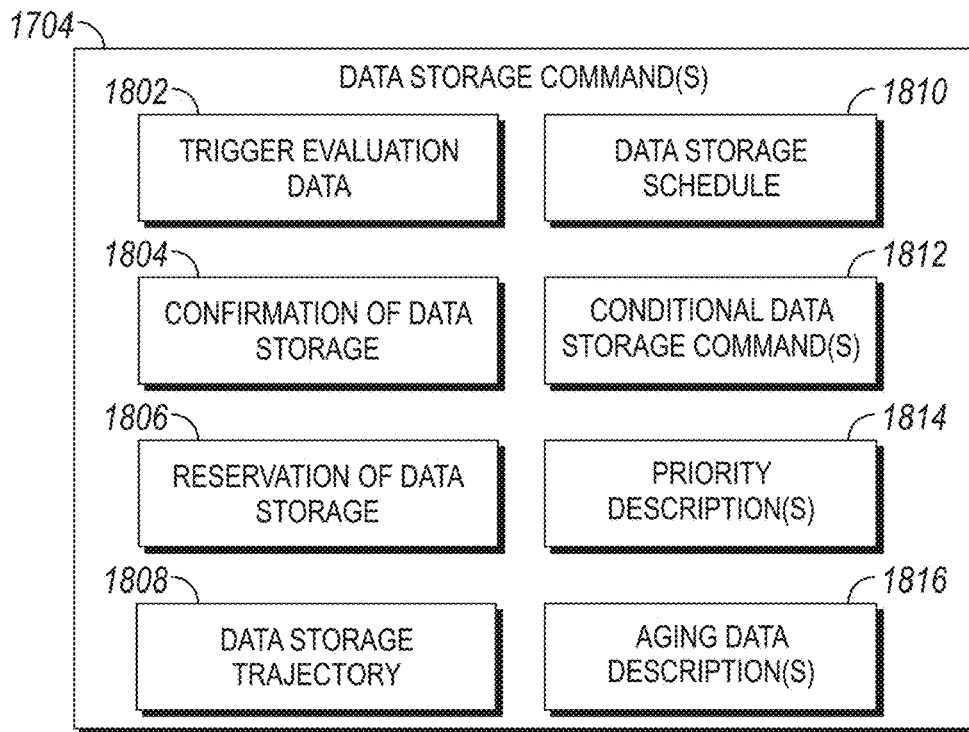 1704
DATA STORAGE COMMAND(S)
1802
TRIGGER EVALUATION
DATA
1810
DATA STORAGE
SCHEDULE
1804
CONFIRMATION OF DATA
STORAGE
1812
CONDITIONAL DATA
STORAGE COMMAND(S)
1806
RESERVATION OF DATA
STORAGE
1814
PRIORITY
DESCRIPTION(S)
1808
DATA STORAGE
TRAJECTORY
1816
AGING DATA
DESCRIPTION(S)